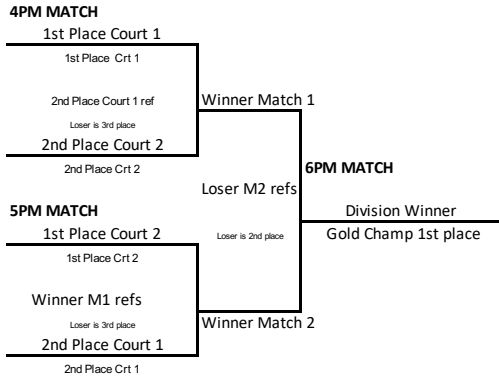 4PM MATCH
1st Place Court 1
1st Place Crt 1
2nd Place Court 1 ref
Winner Match 1
Loser is 3rd place
2nd Place Court 2
2nd Place Crt 2
6PM MATCH
Loser M2 refs
5PM MATCH
Division Winner
1st Place Court 2
Loser is 2nd place
Gold Champ 1st place
1st Place Crt 2
Winner M1 refs
Loser is 3rd place
Winner Match 2
2nd Place Court 1
2nd Place Crt 1